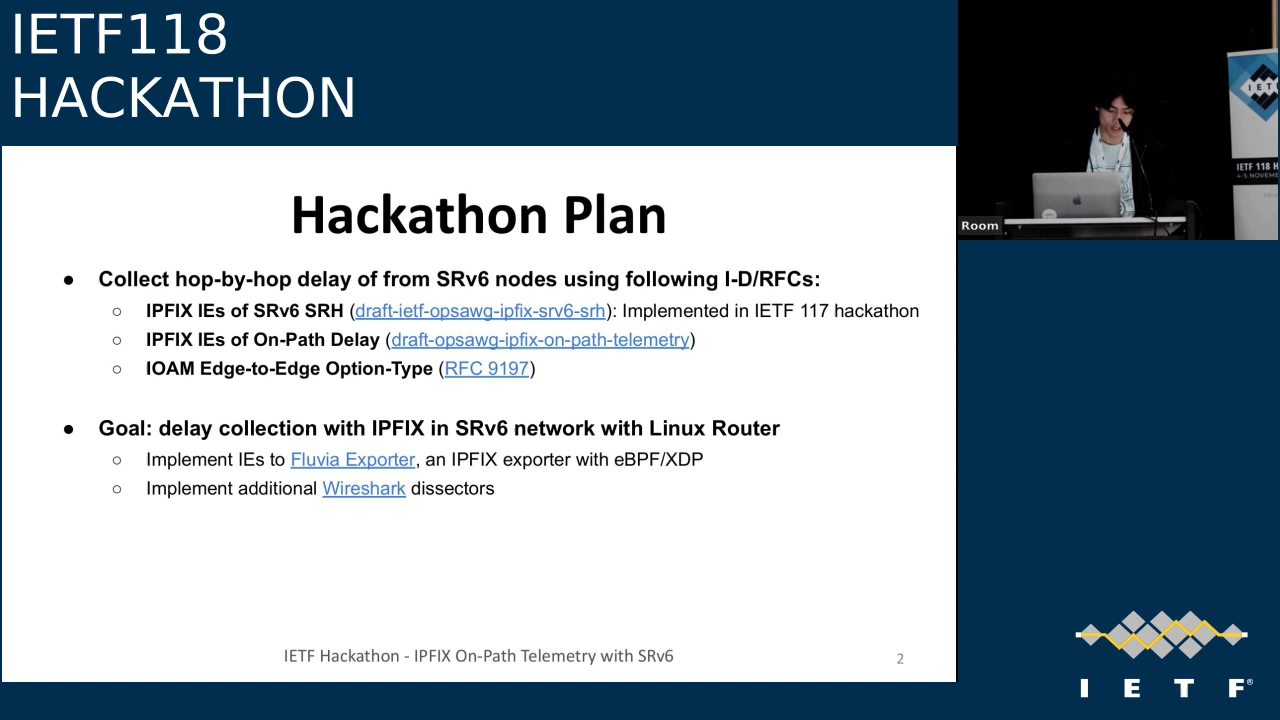 IETF118
HACKATHON
Hackathon Plan
● Collect hop-by-hop delay of from SRv6 nodes using following I-D/RFCs:
○ IPFIX IEs of SRv6 SRH (draft-ietf-opsawg-ipfix-srv6-srh): Implemented in IETF 117 hackathon
○ IPFIX IEs of On-Path Delay (draft-opsawg-ipfix-on-path-telemetry)
○ IOAM Edge-to-Edge Option-Type (RFC 9197)
● Goal: delay collection with IPFIX in SRv6 network with Linux Router
○ Implement IEs to Fluvia Exporter, an IPFIX exporter with eBPF/XDP
○ Implement additional Wireshark dissectors
IETF Hackathon - IPFIX On-Path Telemetry with SRv6
2
IET
IETF 118 H
4-5 NOVEME
Room
I E T F®